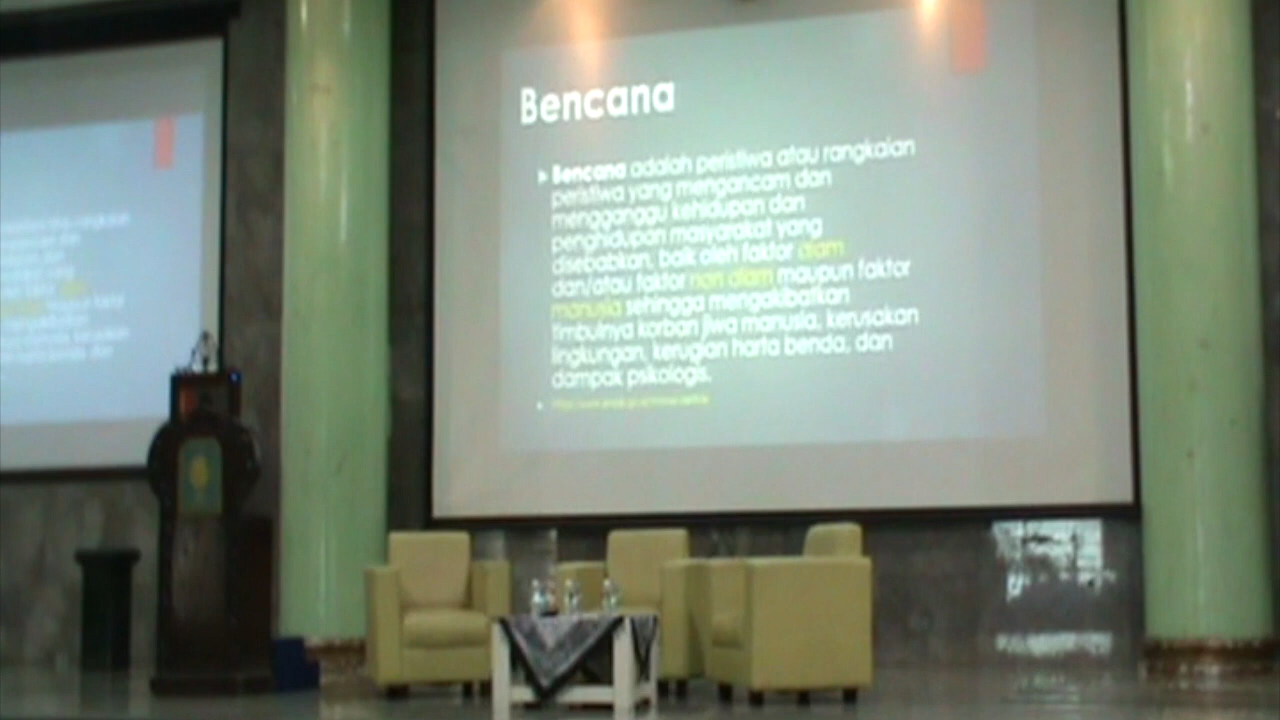 Bencana
Bencana adalah peristiwa atau rangkaian
peristiwa yang mengancam dan
mengganggu kehidupan dan
penghidupan masyarakat yang
disebabkan, baik oleh faktor alam
dan/atau faktor non alam maupun faktor
manusia sehingga mengakibatkan
timbulnya korban jiwa manusia, kerusakan
lingkungan, kerugian harta benda, dan
dampak psikologis.